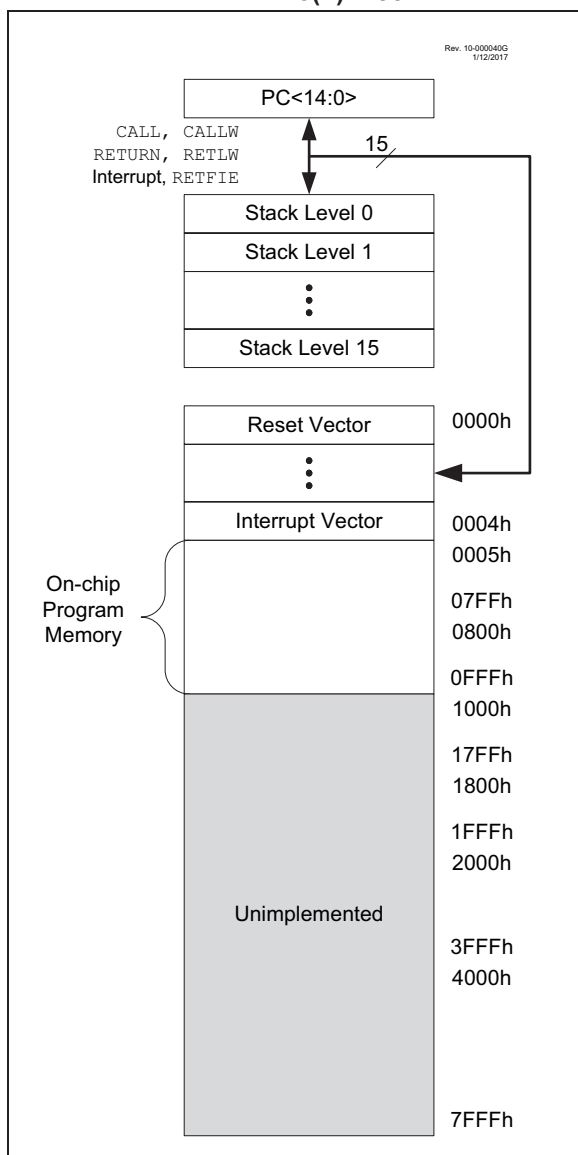 Rev. 10-000040G
1/12/2017
PC<14:0>
CALL, CALLW
RETURN, RETLW
Interrupt, RETFIE
15
Stack Level 0
Stack Level 1
Stack Level 15
Reset Vector
0000h
Interrupt Vector
0004h
0005h
On-chip
Program
Memory
07FFh
0800h
0FFFh
1000h
17FFh
1800h
1FFFh
2000h
Unimplemented
3FFFh
4000h
7FFFh